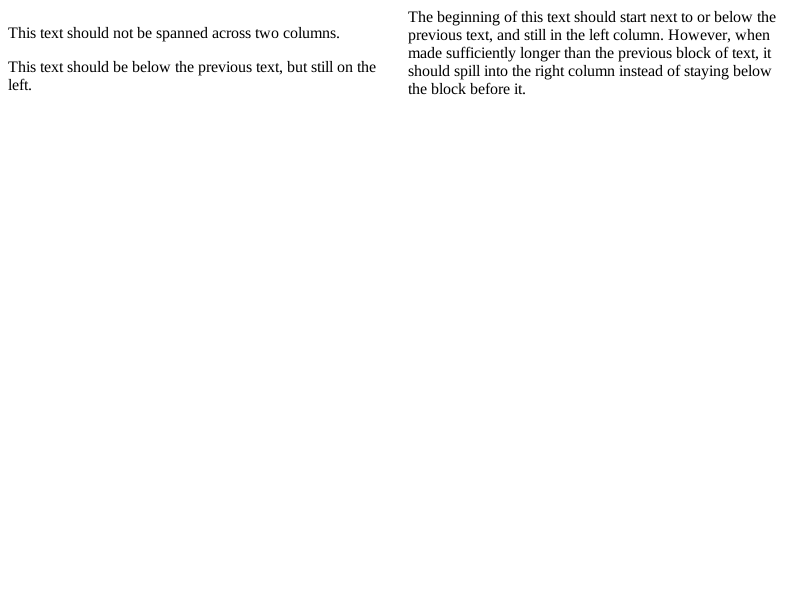 This text should not be spanned across two columns.
This text should be below the previous text, but still on the
left.
The beginning of this text should start next to or below the
previous text, and still in the left column. However, when
made sufficiently longer than the previous block of text, it
should spill into the right column instead of staying below
the block before it.